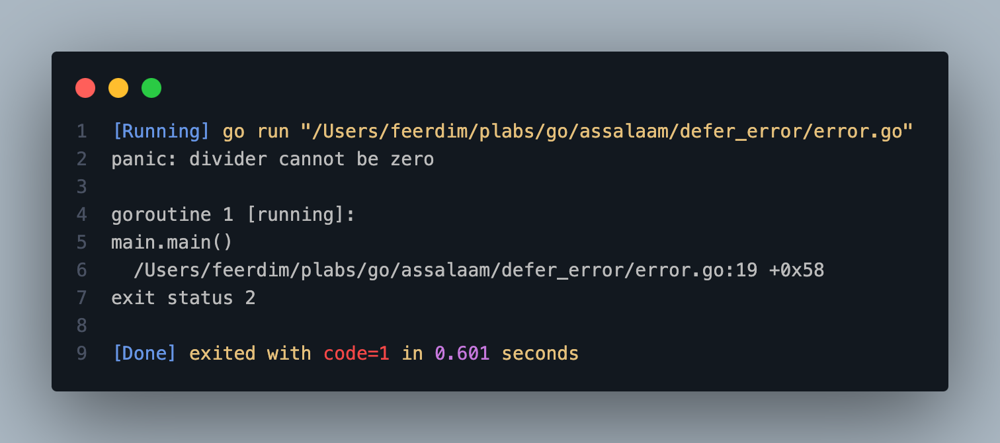 1 [Running] go run "/Users/feerdim/plabs/go/assalaam/defer_error/error.go"
2 panic: divider cannot be zero
3
4 goroutine 1 [running]:
5 main.main()
6   /Users/feerdim/plabs/go/assalaam/defer_error/error.go:19 +0x58
7 exit status 2
8
9 [Done] exited with code=1 in 0.601 seconds